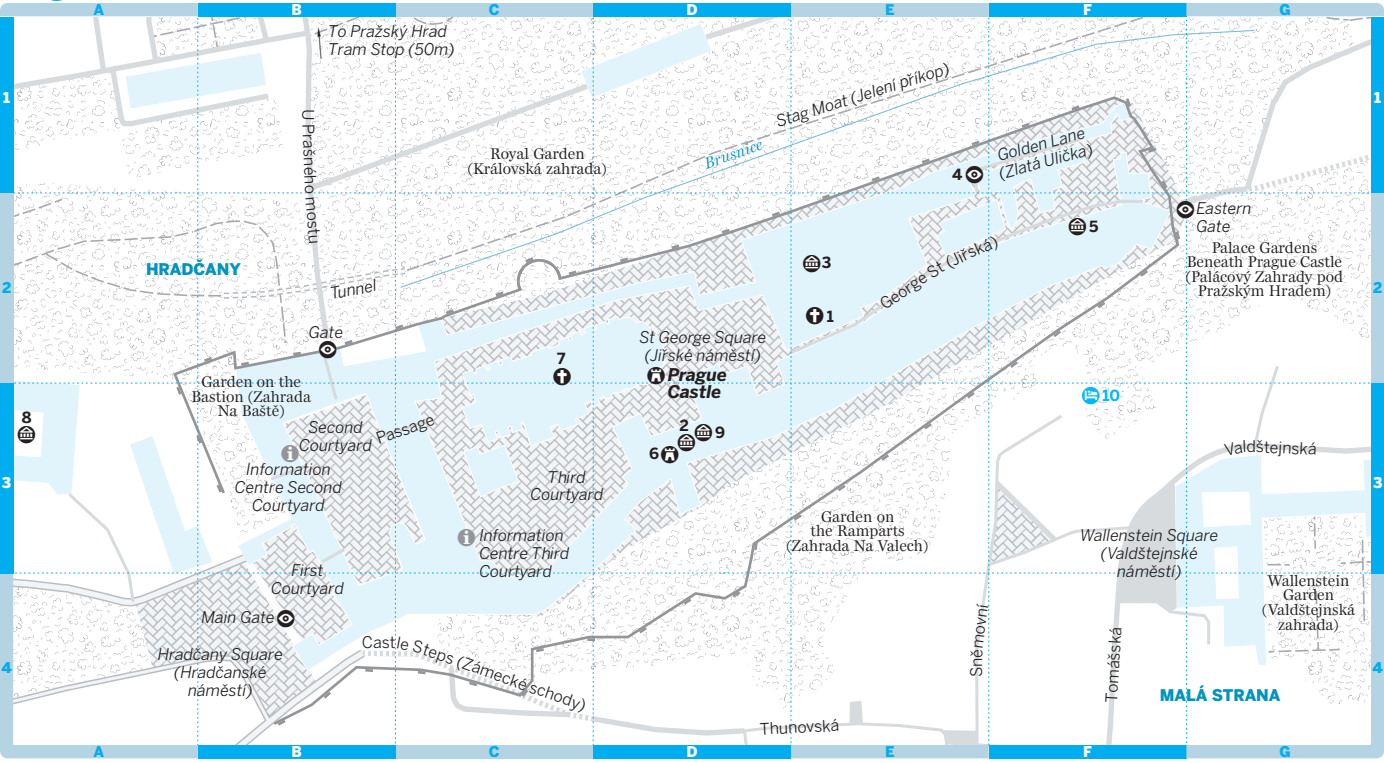 A B C D E F G
To Pražský Hrad
Tram Stop (50m)
1
1
U Prašného mostu
Royal Garden
(Královská zahrada)
Stag Moat (Jelení příkop)
Brusnice
Golden Lane
(Zlatá Ulička)
4
Eastern
Gate
5
HRADČANY
2
2
Tunnel
3
George St (Jiřská)
1
Palace Gardens
Beneath Prague Castle
(Palácový Zahrady pod
Pražským Hradem)
Gate
7
St George Square
(Jiřské náměstí)
Prague
Castle
Garden on the
Bastion (Zahrada
Na Baště)
10
8
Second
Courtyard
Passage
2
9
6
Information
Centre Second
Courtyard
Third
Courtyard
Valdštejnská
3
3
Garden on
the Ramparts
(Zahrada Na Valech)
Information
Centre Third
Courtyard
Wallenstein Square
(Valdštejnské
náměstí)
First
Courtyard
Wallenstein
Garden
(Valdštejnská
zahrada)
Main Gate
Hradčany Square
(Hradčanské
náměstí)
Castle Steps (Zámecké schody)
Sněmovní
Tomášská
4
4
MALÁ STRANA
Thunovská
A B C D E F G